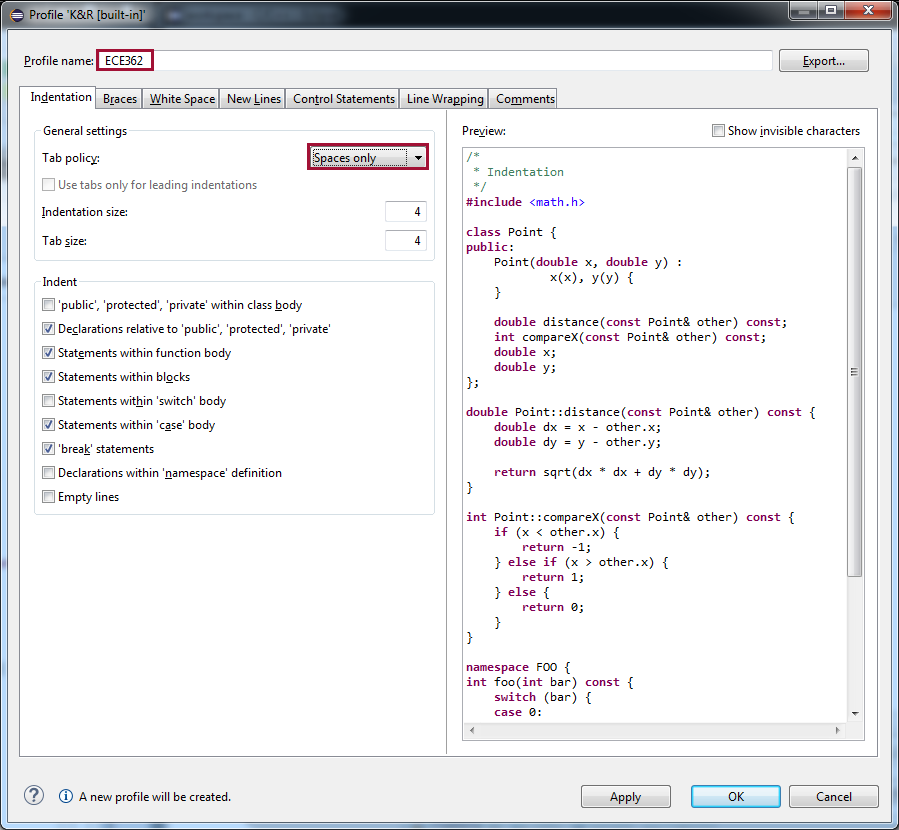 Profile 'K&R [built-in]'
Profile name: ECE362 Export...
Indentation Braces White Space New Lines Control Statements Line Wrapping Comments
General settings
Tab policy: Spaces only
Use tabs only for leading indentations
Indentation size: 4
Tab size: 4
Indent
'public', 'protected', 'private' within class body
Declarations relative to 'public', 'protected', 'private'
Statements within function body
Statements within blocks
Statements within 'switch' body
Statements within 'case' body
'break' statements
Declarations within 'namespace' definition
Empty lines
Preview: Show invisible characters
/*
 * Indentation
 */
#include <math.h>

class Point {
public:
    Point(double x, double y) :
            x(x), y(y) {
    }

    double distance(const Point& other) const;
    int compareX(const Point& other) const;
    double x;
    double y;
};

double Point::distance(const Point& other) const {
    double dx = x - other.x;
    double dy = y - other.y;

    return sqrt(dx * dx + dy * dy);
}

int Point::compareX(const Point& other) const {
    if (x < other.x) {
        return -1;
    } else if (x > other.x) {
        return 1;
    } else {
        return 0;
    }
}

namespace FOO {
int foo(int bar) const {
    switch (bar) {
    case 0:
A new profile will be created.
Apply OK Cancel